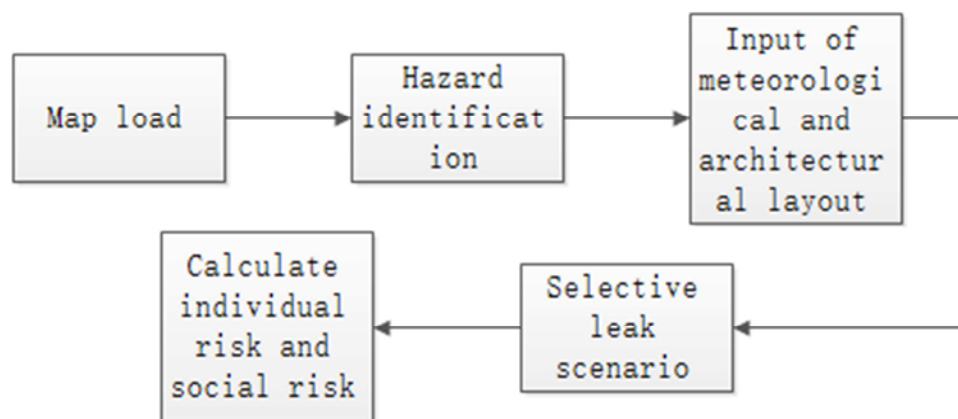 Map load
Hazard
identificat
ion
Input of
meteorologi
cal and
architectur
al layout
Selective
leak
scenario
Calculate
individual
risk and
social risk